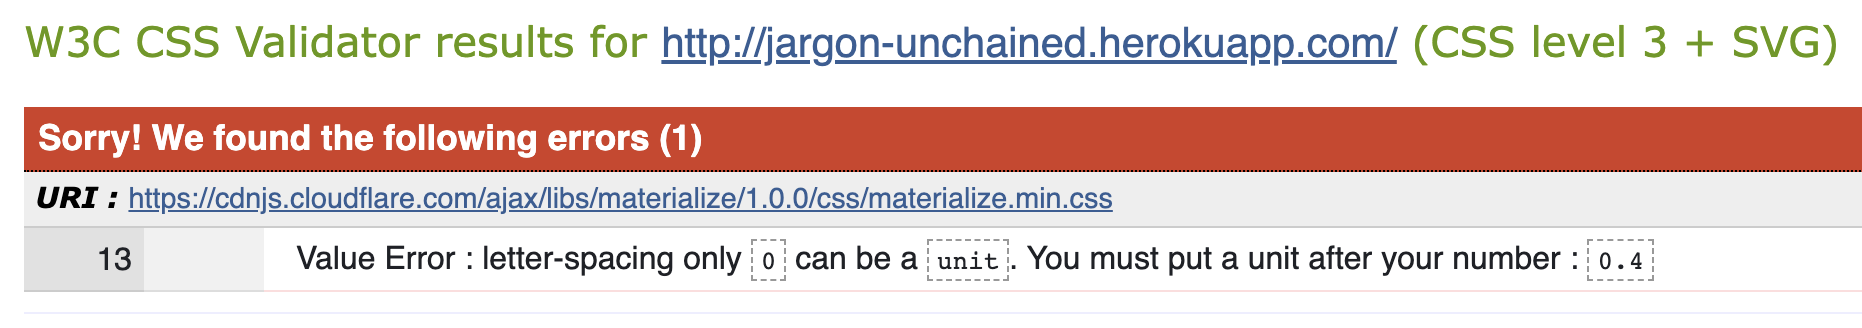 W3C CSS Validator results for http://jargon-unchained.herokuapp.com/ (CSS level 3 + SVG)
Sorry! We found the following errors (1)
URI : https://cdnjs.cloudflare.com/ajax/libs/materialize/1.0.0/css/materialize.min.css
13 Value Error : letter-spacing only 0 can be a unit. You must put a unit after your number : 0.4